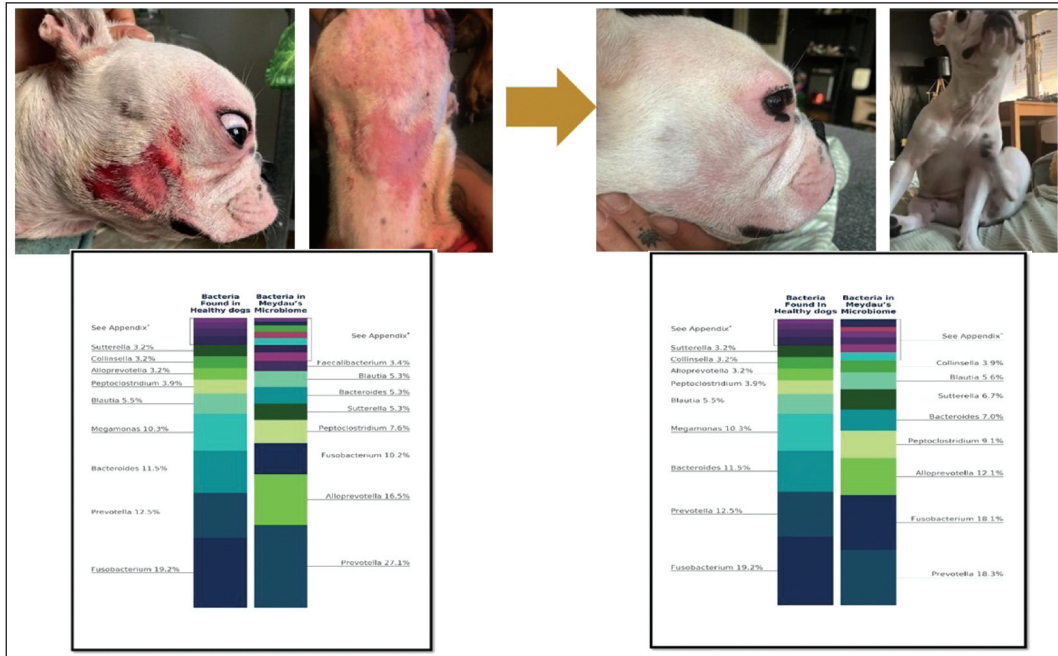 Bacteria
Found in
Healthy dogs
Bacteria in
Meydau's
Microbiome
See Appendix*
Sutterella 3.2%
Collinsella 3.2%
Alloprevotella 3.2%
Peptoclostridium 3.9%
Blautia 5.5%
Megamonas 10.3%
Bacteroides 11.5%
Prevotella 12.5%
Fusobacterium 19.2%
See Appendix*
Faecalibacterium 3.4%
Blautia 5.3%
Bacteroides 5.3%
Sutterella 5.3%
Peptoclostridium 7.6%
Fusobacterium 10.2%
Alloprevotella 16.5%
Prevotella 27.1%
Bacteria
Found In
Healthy dogs
Bacteria in
Meydau's
Microbiome
See Appendix*
Sutterella 3.2%
Collinsella 3.2%
Alloprevotella 3.2%
Peptoclostridium 3.9%
Blautia 5.5%
Megamonas 10.3%
Bacteroides 11.5%
Prevotella 12.5%
Fusobacterium 19.2%
See Appendix*
Collinsella 3.9%
Blautia 5.6%
Sutterella 6.7%
Bacteroides 7.0%
Peptoclostridium 9.1%
Alloprevotella 12.1%
Fusobacterium 18.1%
Prevotella 18.3%